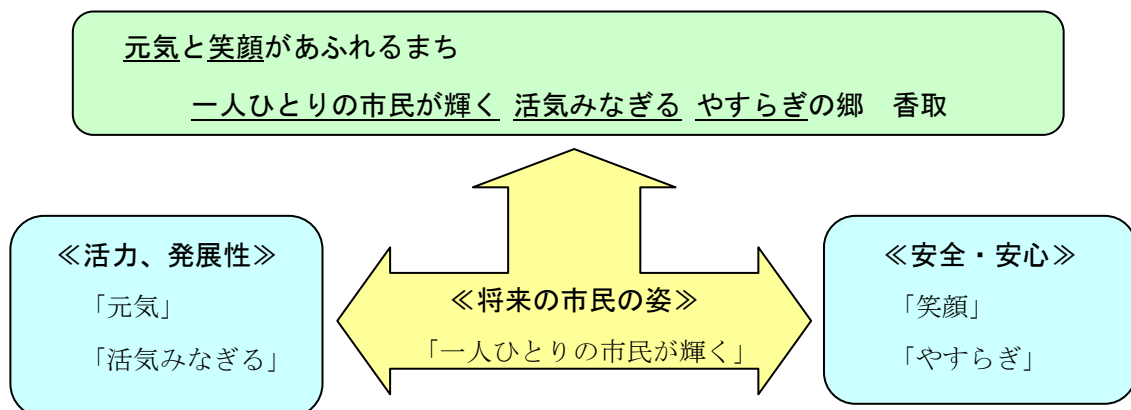 元気と笑顔があふれるまち
一人ひとりの市民が輝く 活気みなぎる やすらぎの郷　香取
≪活力、発展性≫
「元気」
「活気みなぎる」
≪将来の市民の姿≫
「一人ひとりの市民が輝く」
≪安全・安心≫
「笑顔」
「やすらぎ」